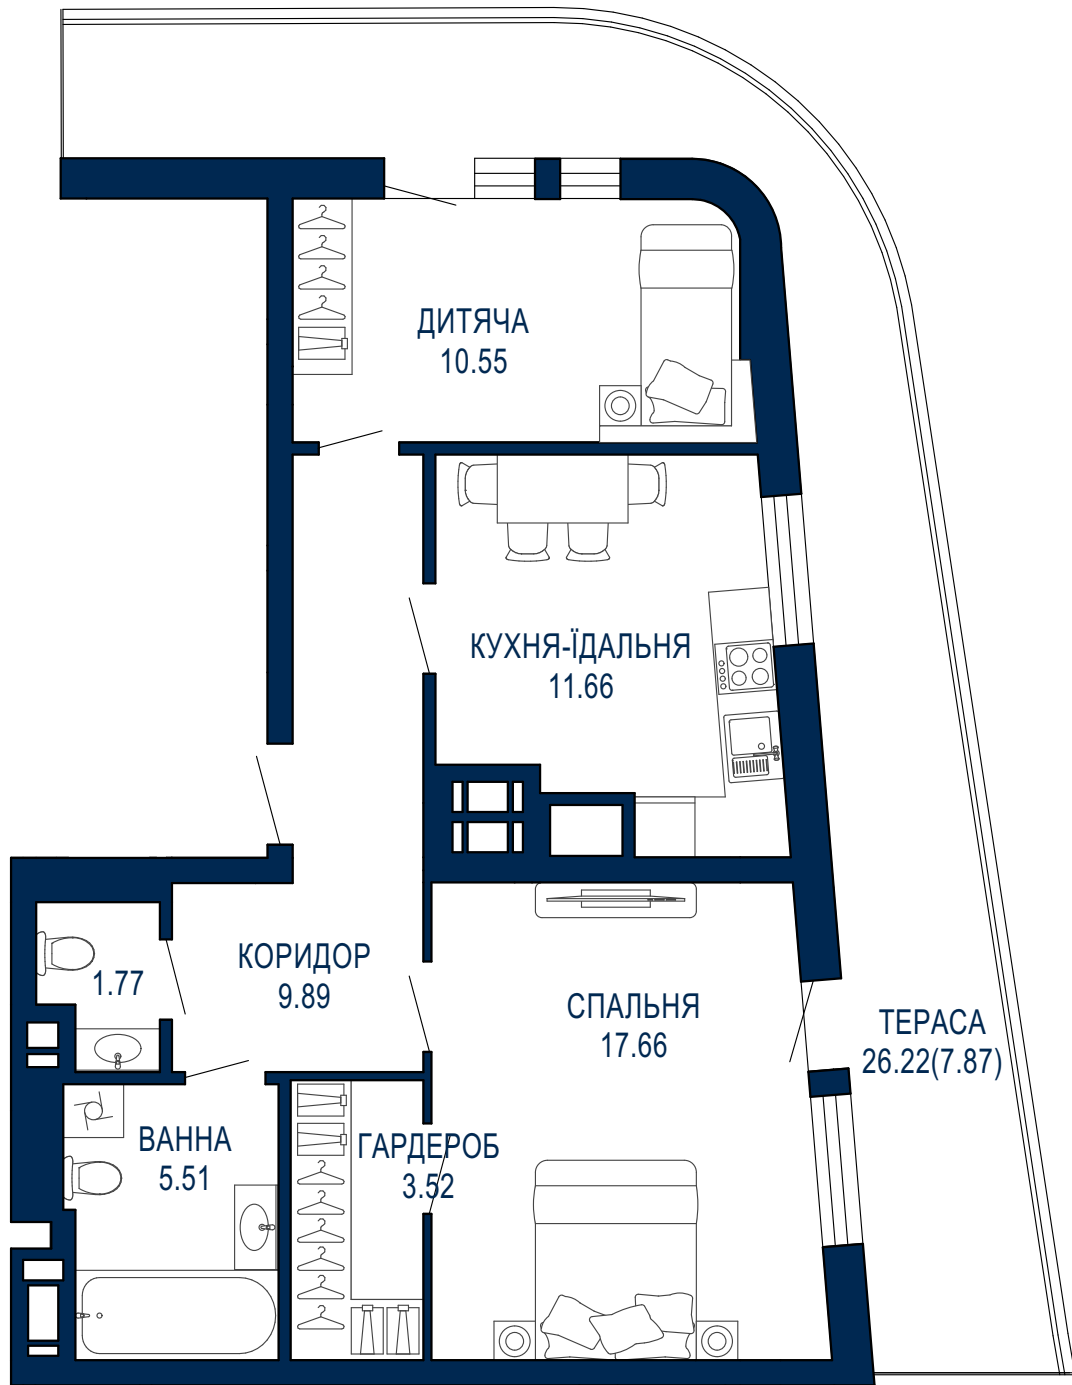 ДИТЯЧА
10.55
КУХНЯ-ЇДАЛЬНЯ
11.66
КОРИДОР
9.89
1.77
СПАЛЬНЯ
17.66
ТЕРАСА
26.22(7.87)
ВАННА
5.51
ГАРДЕРОБ
3.52